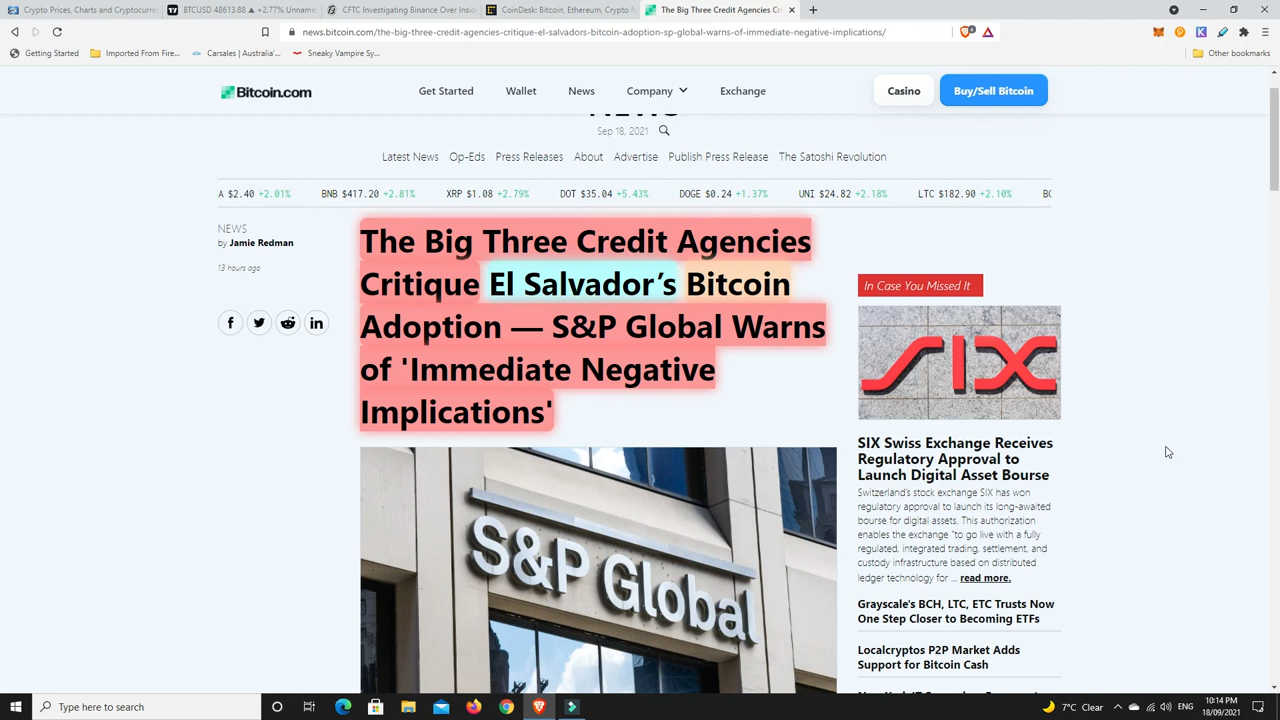 Crypto Prices, Charts and Cryptocurr
BTCUSD 48613.88 ▲ +2.77% Unname
CFTC Investigating Binance Over Insi
CoinDesk: Bitcoin, Ethereum, Crypto N
The Big Three Credit Agencies Cri
news.bitcoin.com/the-big-three-credit-agencies-critique-el-salvadors-bitcoin-adoption-sp-global-warns-of-immediate-negative-implications/
Getting Started
Imported From Fire...
Carsales | Australia'...
Sneaky Vampire Sy...
Other bookmarks
Bitcoin.com
Get Started
Wallet
News
Company
Exchange
Casino
Buy/Sell Bitcoin
NEWS
Sep 18, 2021
Latest News
Op-Eds
Press Releases
About
Advertise
Publish Press Release
The Satoshi Revolution
A $2.40 +2.01%
BNB $417.20 +2.81%
XRP $1.08 +2.79%
DOT $35.04 +5.43%
DOGE $0.24 +1.37%
UNI $24.82 +2.18%
LTC $182.90 +2.10%
NEWS
by Jamie Redman
13 hours ago
The Big Three Credit Agencies
Critique El Salvador's Bitcoin
Adoption — S&P Global Warns
of 'Immediate Negative
Implications'
S&P Global
In Case You Missed It
SIX
SIX Swiss Exchange Receives
Regulatory Approval to
Launch Digital Asset Bourse
Switzerland's stock exchange SIX has won
regulatory approval to launch its long-awaited
bourse for digital assets. This authorization
enables the exchange "to go live with a fully
regulated, integrated trading, settlement, and
custody infrastructure based on distributed
ledger technology for ... read more.
Grayscale's BCH, LTC, ETC Trusts Now
One Step Closer to Becoming ETFs
Localcryptos P2P Market Adds
Support for Bitcoin Cash
Type here to search
7°C Clear
ENG
10:14 PM
18/09/2021